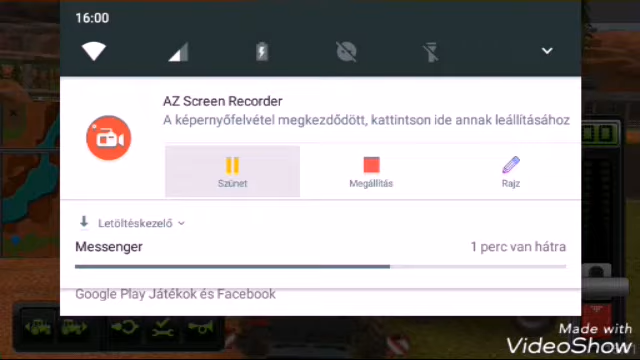 16:00
AZ Screen Recorder
A képernyőfelvétel megkezdődött, kattintson ide annak leállításához
Szünet
Megállítás
Rajz
Letöltéskezelő
Messenger
1 perc van hátra
Google Play Játékok és Facebook
Made with
VideoShow